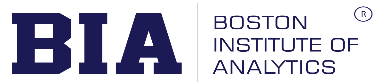 BIA
BOSTON
INSTITUTE OF
ANALYTICS
®